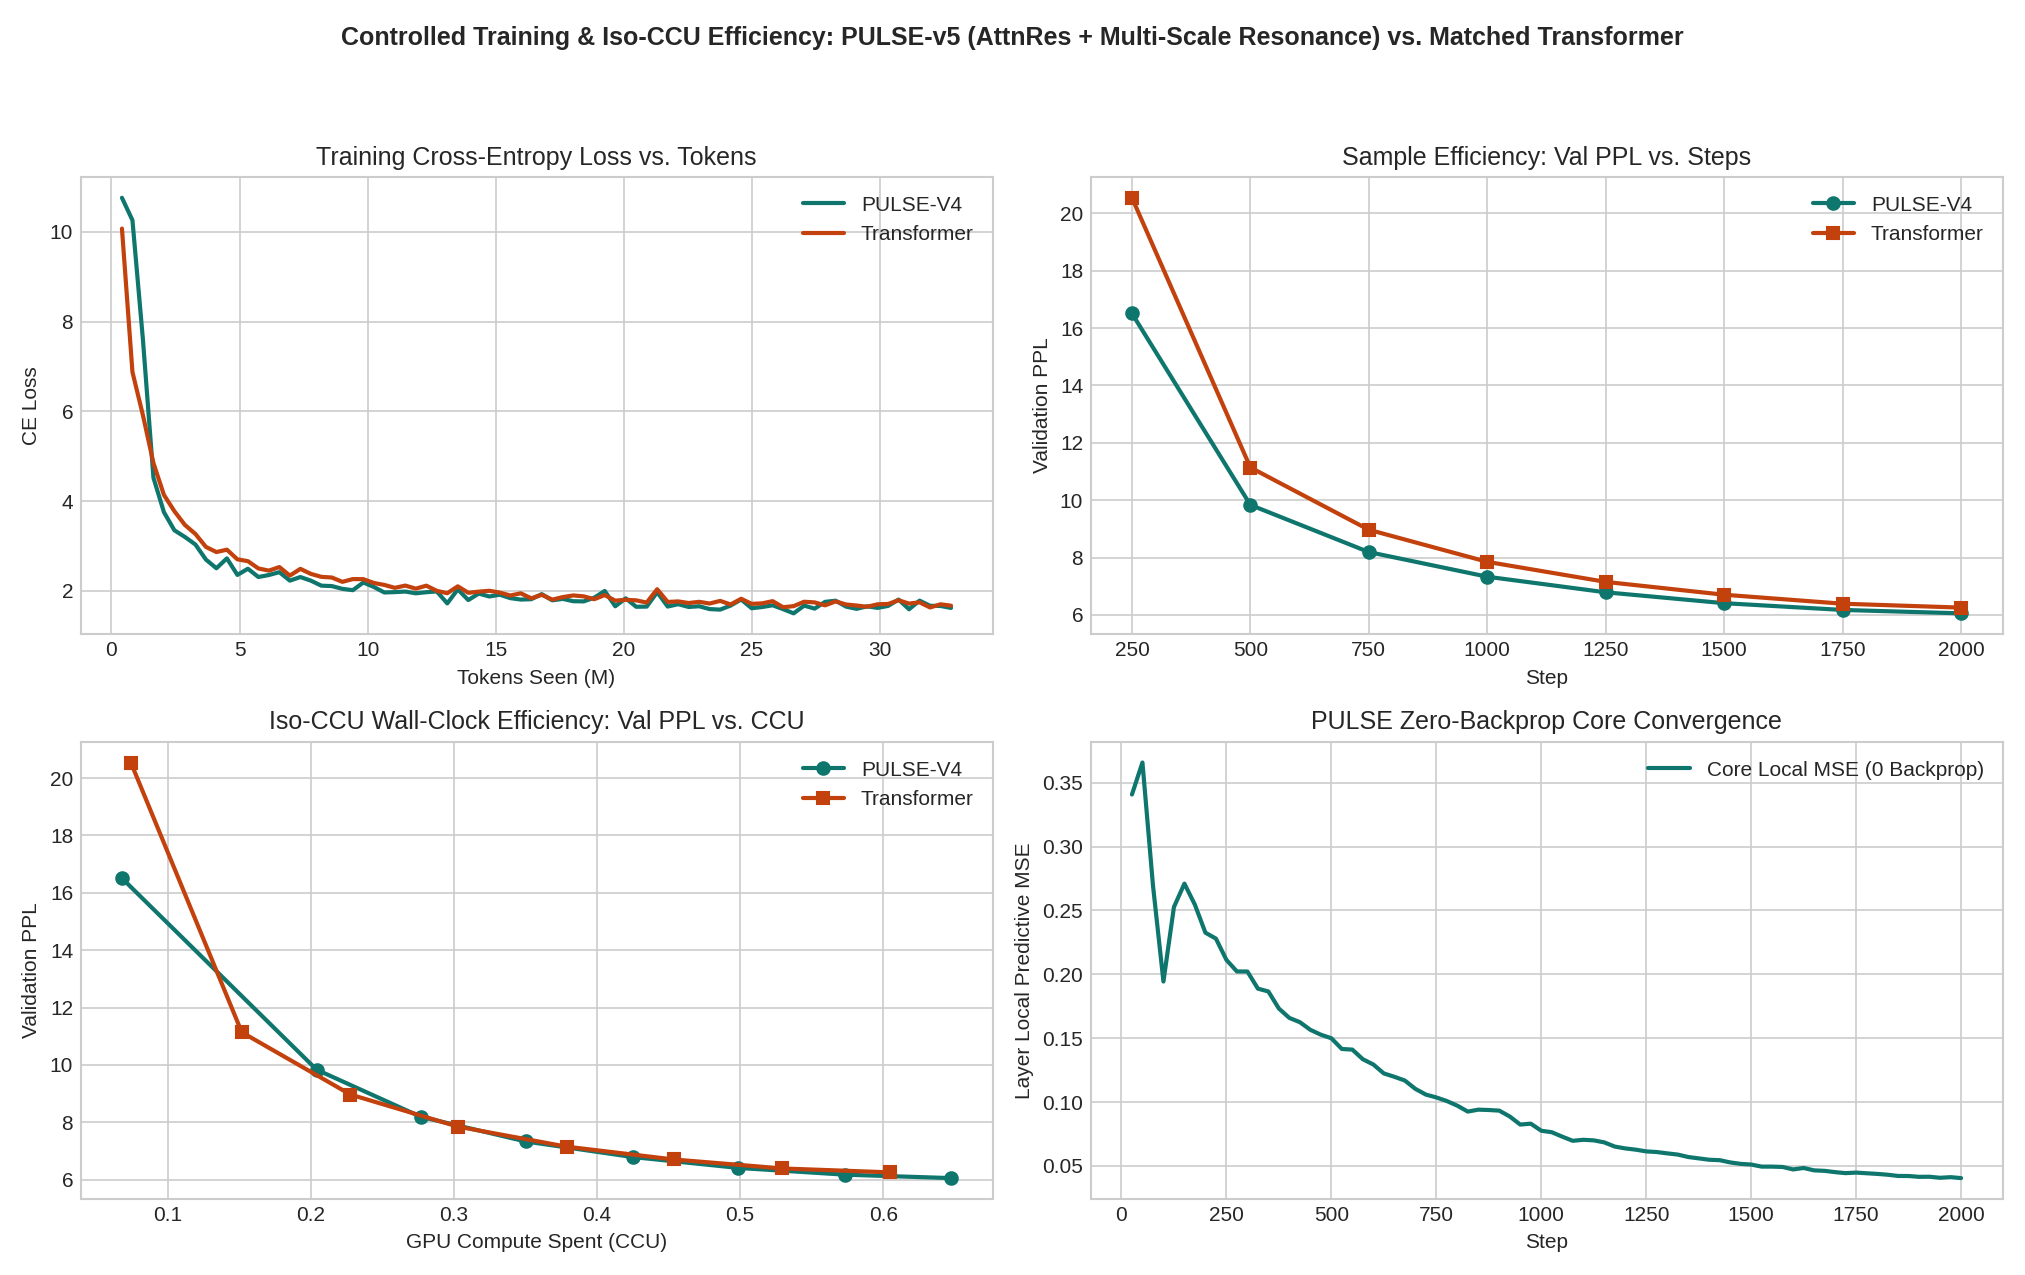 Controlled Training & Iso-CCU Efficiency: PULSE-v5 (AttnRes + Multi-Scale Resonance) vs. Matched Transformer
Training Cross-Entropy Loss vs. Tokens
CE Loss
10
8
6
4
2
PULSE-V4
Transformer
0 5 10 15 20 25 30
Tokens Seen (M)
Sample Efficiency: Val PPL vs. Steps
Validation PPL
20
18
16
14
12
10
8
6
PULSE-V4
Transformer
250 500 750 1000 1250 1500 1750 2000
Step
Iso-CCU Wall-Clock Efficiency: Val PPL vs. CCU
Validation PPL
20
18
16
14
12
10
8
6
PULSE-V4
Transformer
0.1 0.2 0.3 0.4 0.5 0.6
GPU Compute Spent (CCU)
PULSE Zero-Backprop Core Convergence
Layer Local Predictive MSE
0.35
0.30
0.25
0.20
0.15
0.10
0.05
Core Local MSE (0 Backprop)
0 250 500 750 1000 1250 1500 1750 2000
Step